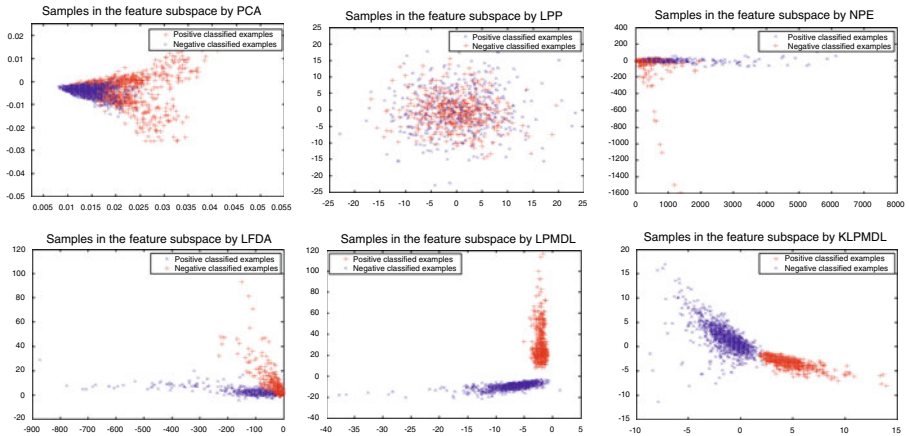 Samples in the feature subspace by PCA
Positive classified examples
Negative classified examples
0.025
0.01
0
-0.01
-0.02
-0.03
-0.04
-0.05
0.005 0.01 0.015 0.02 0.025 0.03 0.035 0.04 0.045 0.05 0.055
Samples in the feature subspace by LPP
Positive classified examples
Negative classified examples
25
20
15
10
5
0
-5
-10
-15
-20
-25
-25 -20 -15 -10 -5 0 5 10 15 20 25
Samples in the feature subspace by NPE
Positive classified examples
Negative classified examples
400
200
0
-200
-400
-600
-800
-1000
-1200
-1400
-1600
0 1000 2000 3000 4000 5000 6000 7000 8000
Samples in the feature subspace by LFDA
Positive classified examples
Negative classified examples
120
100
80
60
40
20
0
-20
-900 -800 -700 -600 -500 -400 -300 -200 -100 0
Samples in the feature subspace by LPMDL
Positive classified examples
Negative classified examples
120
100
80
60
40
20
0
-20
-40
-40 -35 -30 -25 -20 -15 -10 -5 0 5
Samples in the feature subspace by KLPMDL
Positive classified examples
Negative classified examples
20
15
10
5
0
-5
-10
-15
-10 -5 0 5 10 15